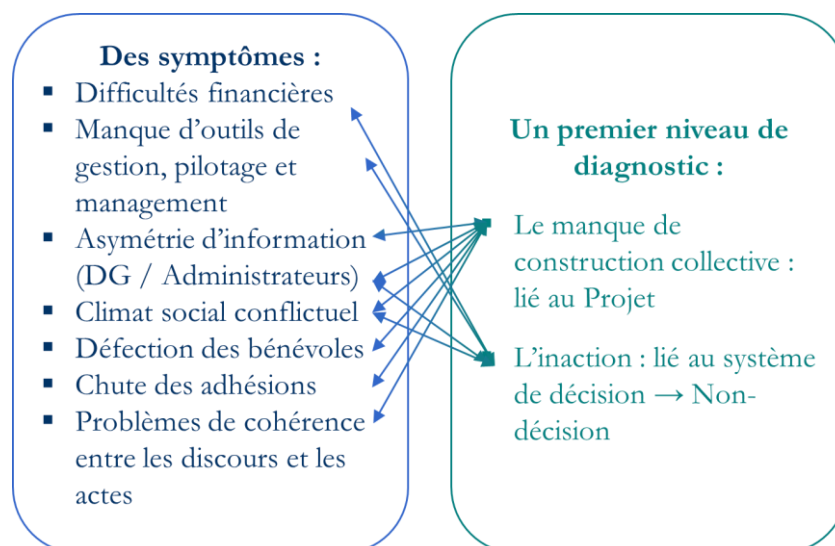 Des symptômes :
▪ Difficultés financières
▪ Manque d'outils de
gestion, pilotage et
management
▪ Asymétrie d'information
(DG / Administrateurs)
▪ Climat social conflictuel
▪ Défection des bénévoles
▪ Chute des adhésions
▪ Problèmes de cohérence
entre les discours et les
actes
Un premier niveau de
diagnostic :
▪ Le manque de
construction collective :
lié au Projet
▪ L'inaction : lié au système
de décision → Non-
décision